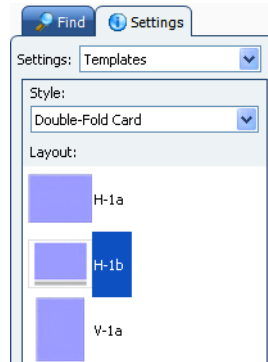 Find Settings
Settings: Templates
Style:
Double-Fold Card
Layout:
H-1a
H-1b
V-1a